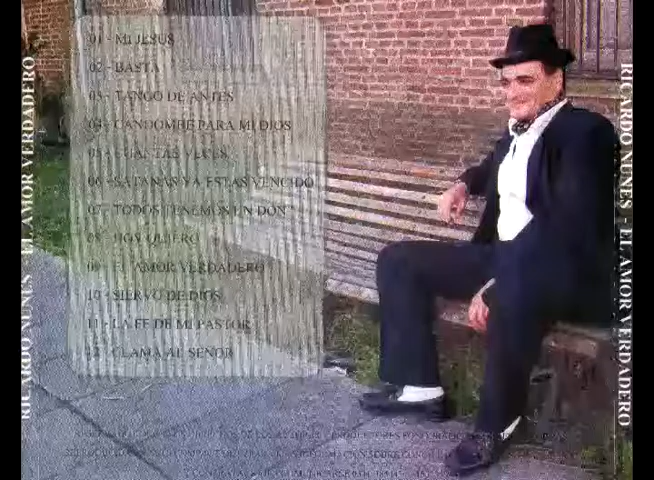 01 - MI JESUS
02 - BASTA
03 - TANGO DE ANTES
04 - CANDOMBE PARA MI DIOS
05 - CUANTAS VECES
06 - SATANAS YA ESTAS VENCIDO
07 - TODOS TENEMOS UN DON
08 - HOY QUIERO
09 - EL AMOR VERDADERO
10 - SIERVO DE DIOS
11 - LA FE DE MI PASTOR
12 - CLAMA AL SEÑOR
RICARDO NUNES - EL AMOR VERDADERO
RICARDO NUNES - EL AMOR VERDADERO